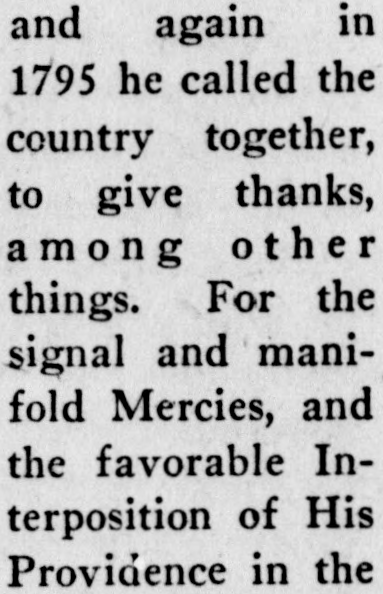 and again in
1795 he called the
country together,
to give thanks,
among other
things. For the
signal and mani-
fold Mercies, and
the favorable In-
terposition of His
Providence in the